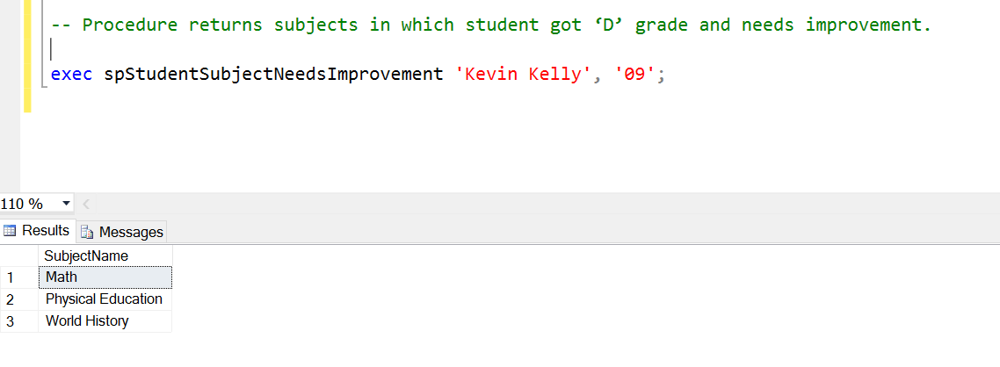 -- Procedure returns subjects in which student got ‘D’ grade and needs improvement.
exec spStudentSubjectNeedsImprovement 'Kevin Kelly', '09';
110 %
Results Messages
SubjectName
1 Math
2 Physical Education
3 World History